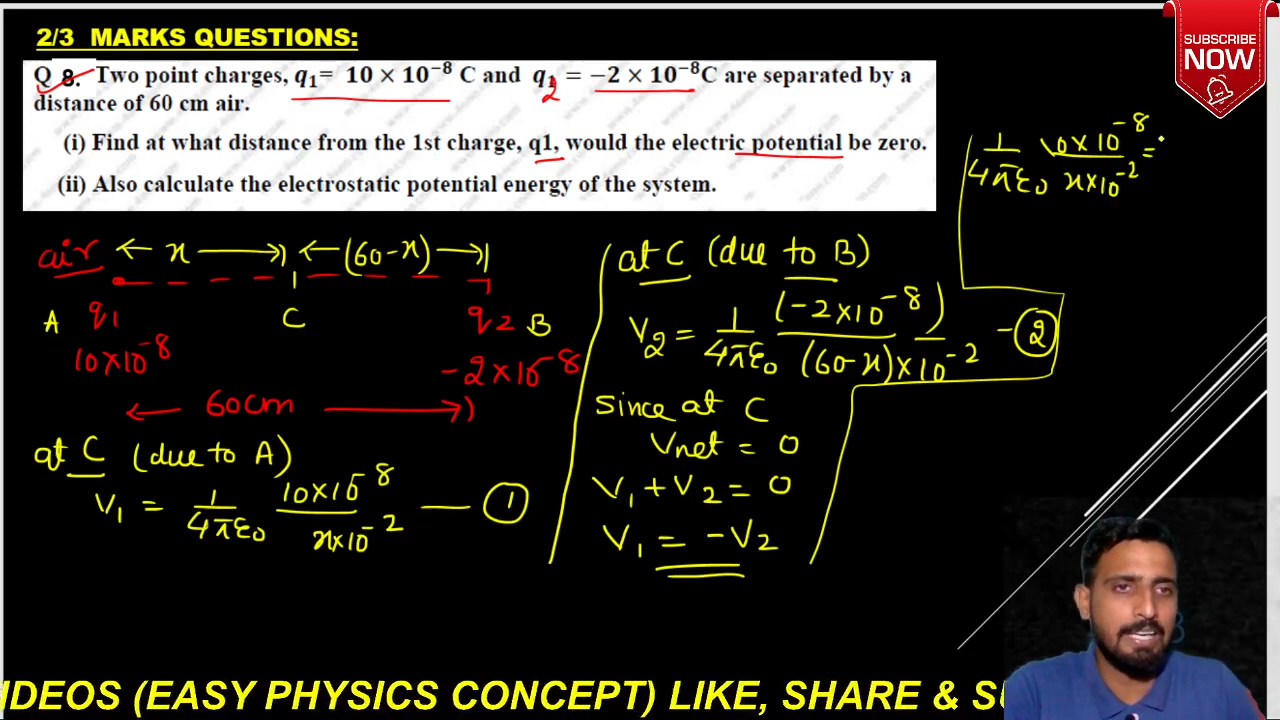 2/3 MARKS QUESTIONS:
SUBSCRIBE
NOW
Q 8. Two point charges, q₁= 10 × 10⁻⁸ C and q₂ = −2 × 10⁻⁸C are separated by a
distance of 60 cm air.
(i) Find at what distance from the 1st charge, q1, would the electric potential be zero.
(ii) Also calculate the electrostatic potential energy of the system.
air ← x → ← (60-x) →
A q1 C q2 B
10×10⁻⁸ -2×10⁻⁸
← 60cm →
at C (due to A)
V₁ = 1/4πε₀ 10×10⁻⁸/x×10⁻² — ①
at C (due to B)
V₂ = 1/4πε₀ (-2×10⁻⁸)/(60-x)×10⁻² - ②
since at C
Vnet = 0
V₁ + V₂ = 0
V₁ = -V₂
1/4πε₀ 10×10⁻⁸/x×10⁻² =
IDEOS (EASY PHYSICS CONCEPT) LIKE, SHARE & S